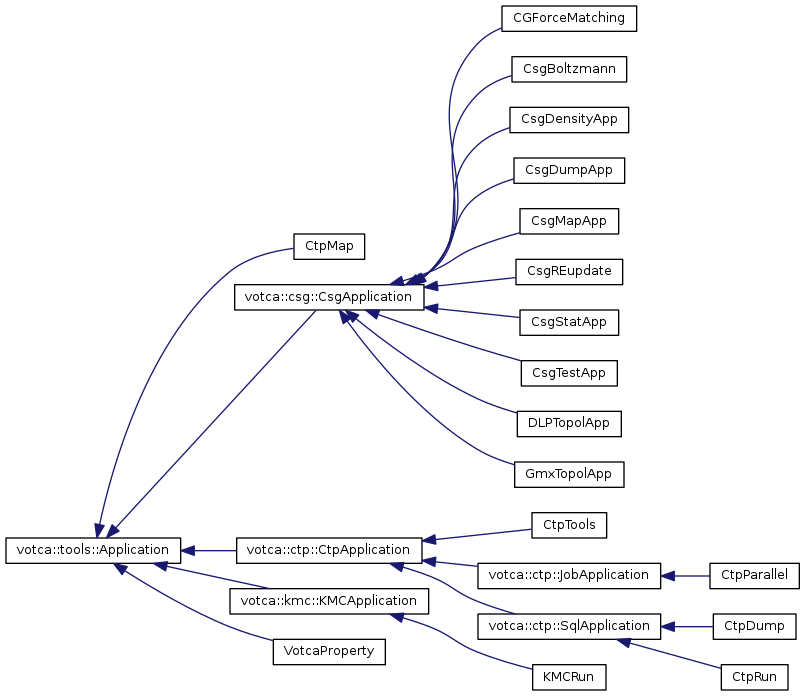 CGForceMatching
CsgBoltzmann
CsgDensityApp
CsgDumpApp
CsgMapApp
CtpMap
CsgREupdate
votca::csg::CsgApplication
CsgStatApp
CsgTestApp
DLPTopolApp
GmxTopolApp
CtpTools
votca::tools::Application
votca::ctp::CtpApplication
votca::ctp::JobApplication
CtpParallel
votca::kmc::KMCApplication
votca::ctp::SqlApplication
CtpDump
VotcaProperty
KMCRun
CtpRun